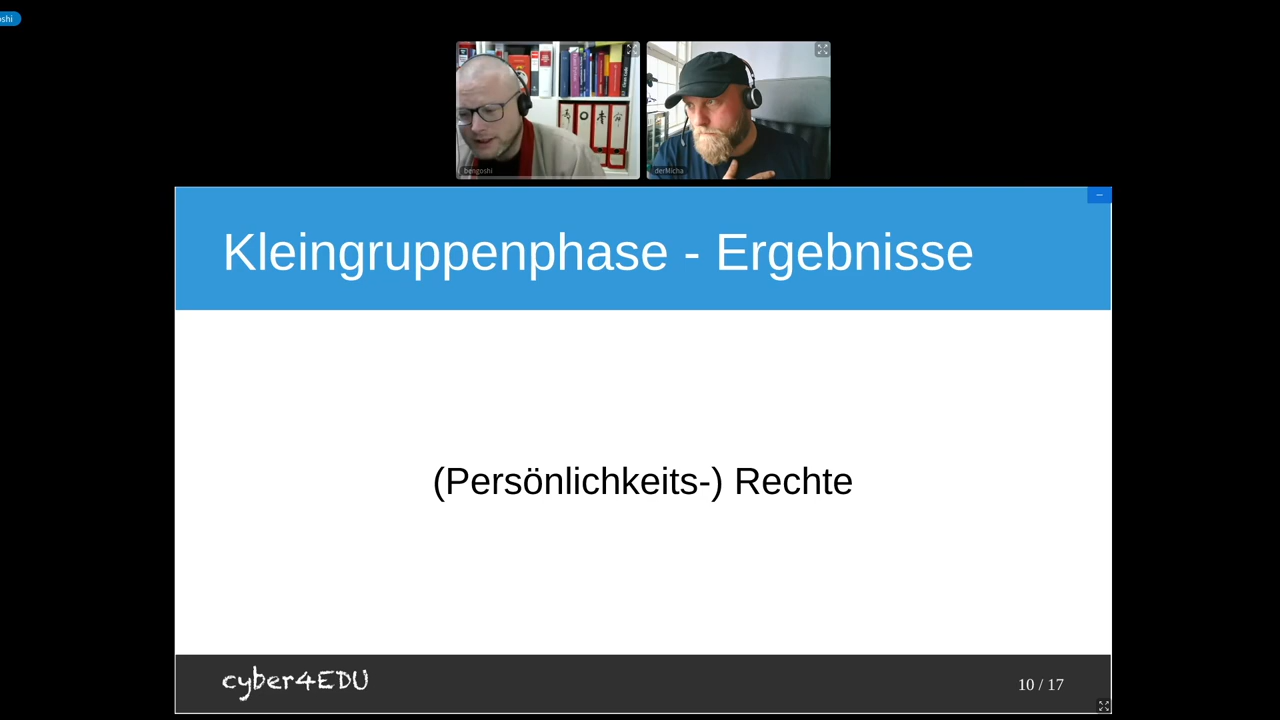 oshi
bengoshi
derMicha
Kleingruppenphase - Ergebnisse
(Persönlichkeits-) Rechte
cyber4EDU
10 / 17